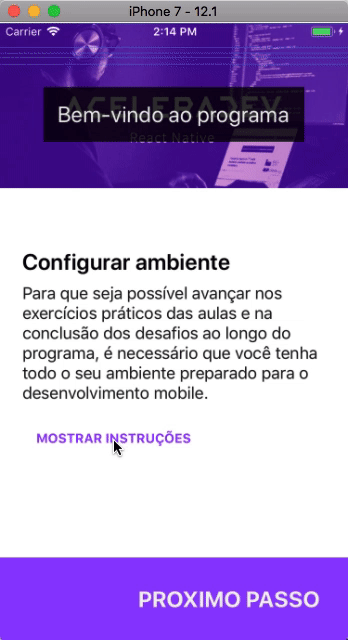 iPhone 7 - 12.1
Carrier 2:14 PM
ACELERADEV
Bem-vindo ao programa
React Native
Configurar ambiente
Para que seja possível avançar nos
exercícios práticos das aulas e na
conclusão dos desafios ao longo do
programa, é necessário que você tenha
todo o seu ambiente preparado para o
desenvolvimento mobile.
MOSTRAR INSTRUÇÕES
PROXIMO PASSO